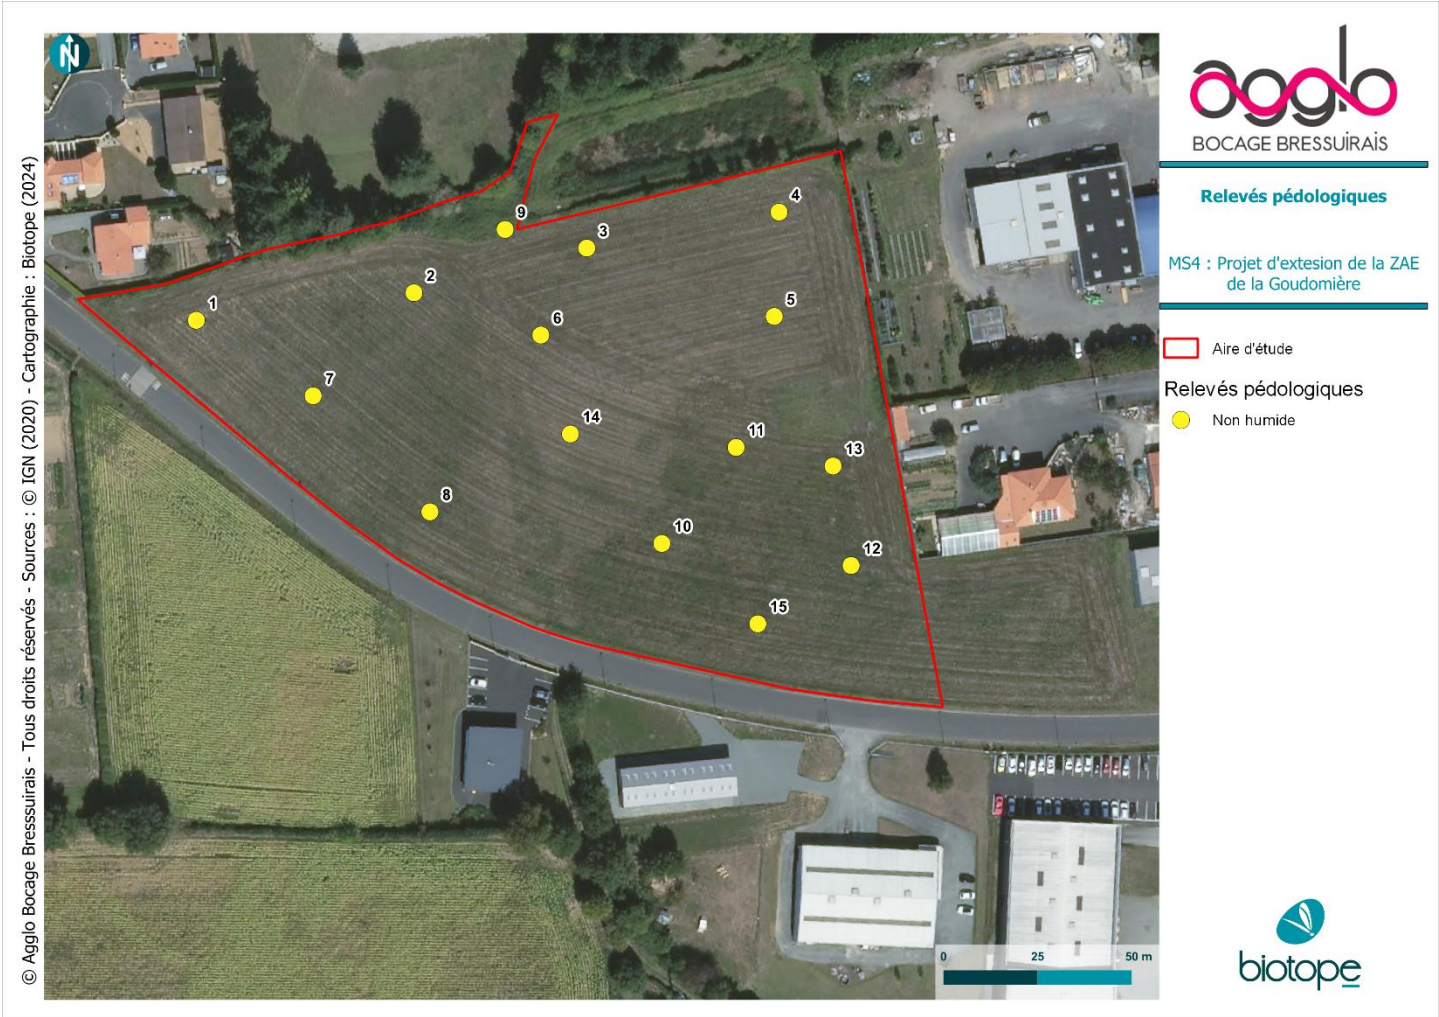 N
agglo
BOCAGE BRESSUIRAIS
Relevés pédologiques
MS4 : Projet d'extesion de la ZAE
de la Goudomière
Aire d'étude
Relevés pédologiques
Non humide
1
2
3
4
5
6
7
8
9
10
11
12
13
14
15
0 25 50 m
biotope
© Agglo Bocage Bresssuirais - Tous droits réservés - Sources : © IGN (2020) - Cartographie : Biotope (2024)